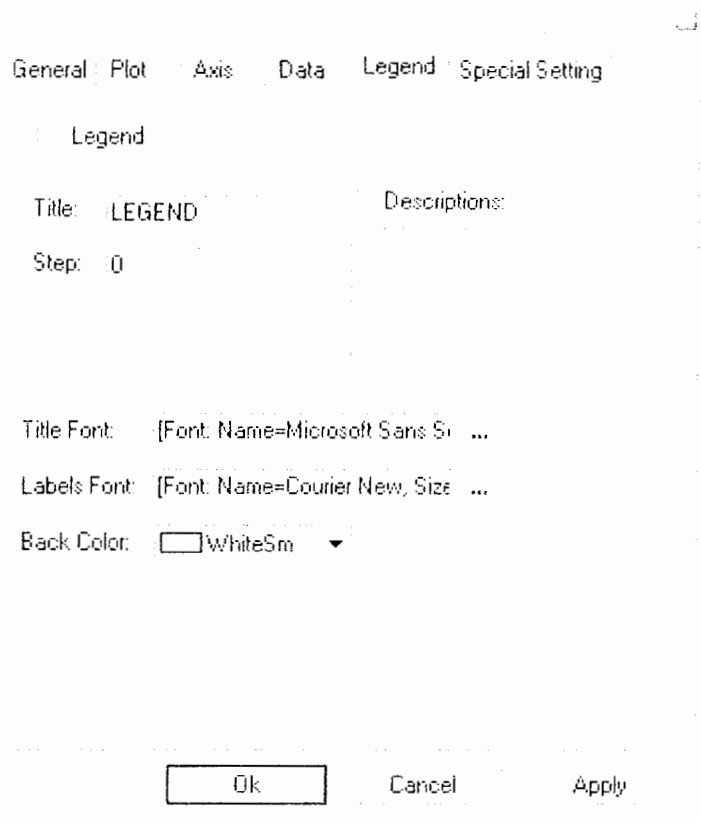 General Plot Axis Data Legend Special Setting
Legend
Title: LEGEND Descriptions:
Step: 0
Title Font: [Font: Name=Microsoft Sans S ...
Labels Font: [Font: Name=Courier New, Size ...
Back Color: WhiteSm
Ok Cancel Apply